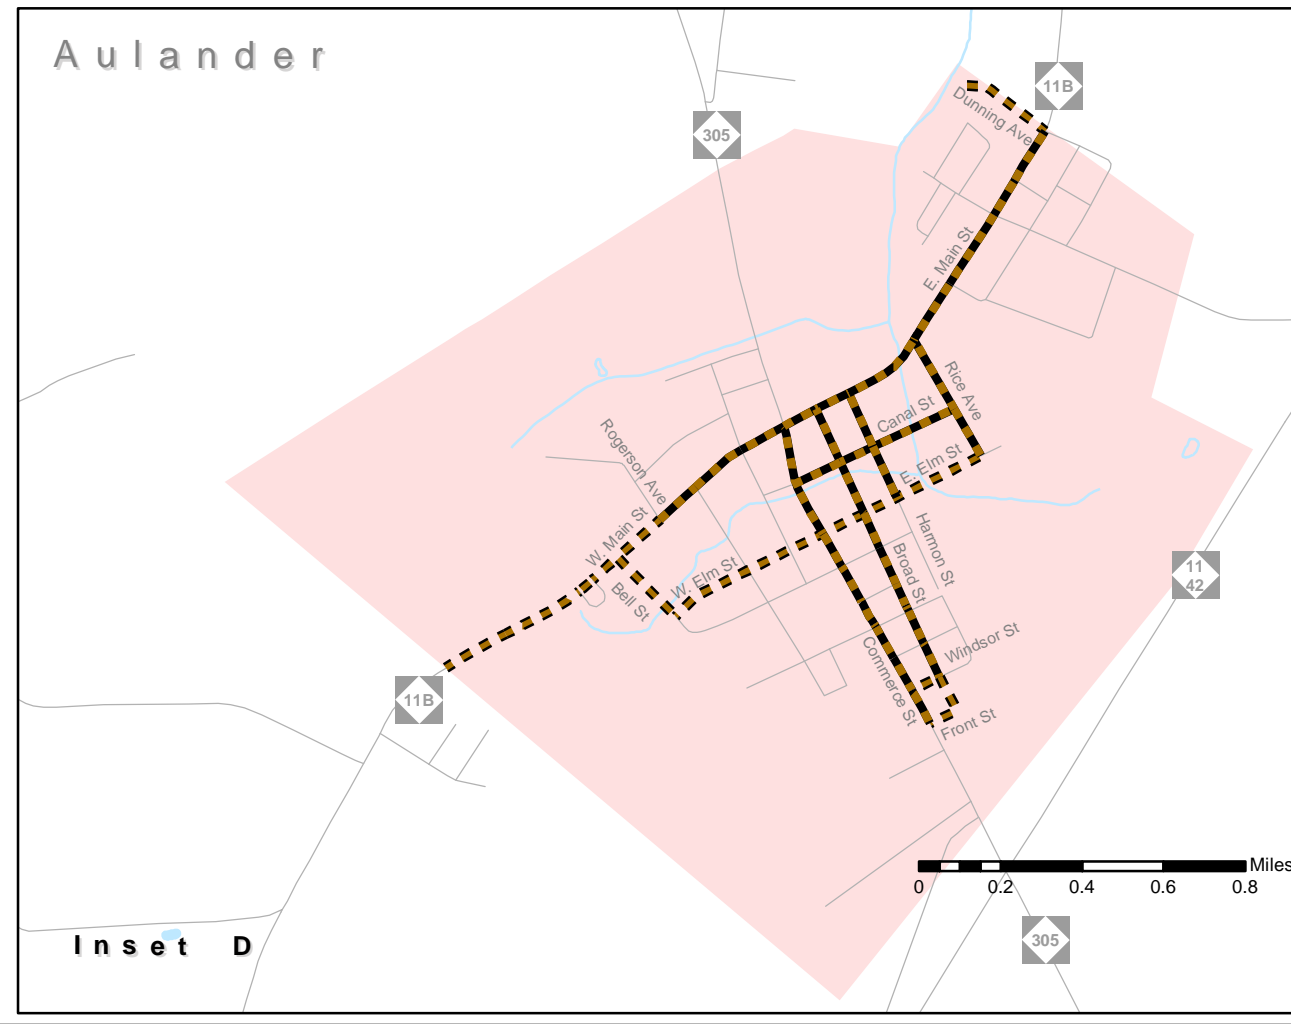 Aulander
11B
305
Dunning Ave
E. Main St
Rice Ave
Canal St
Rogerson Ave
E. Elm St
W. Main St
Harmon St
Broad St
W. Elm St
Bell St
11
42
Windsor St
Commerce St
11B
Front St
Miles
0 0.2 0.4 0.6 0.8
Inset D
305